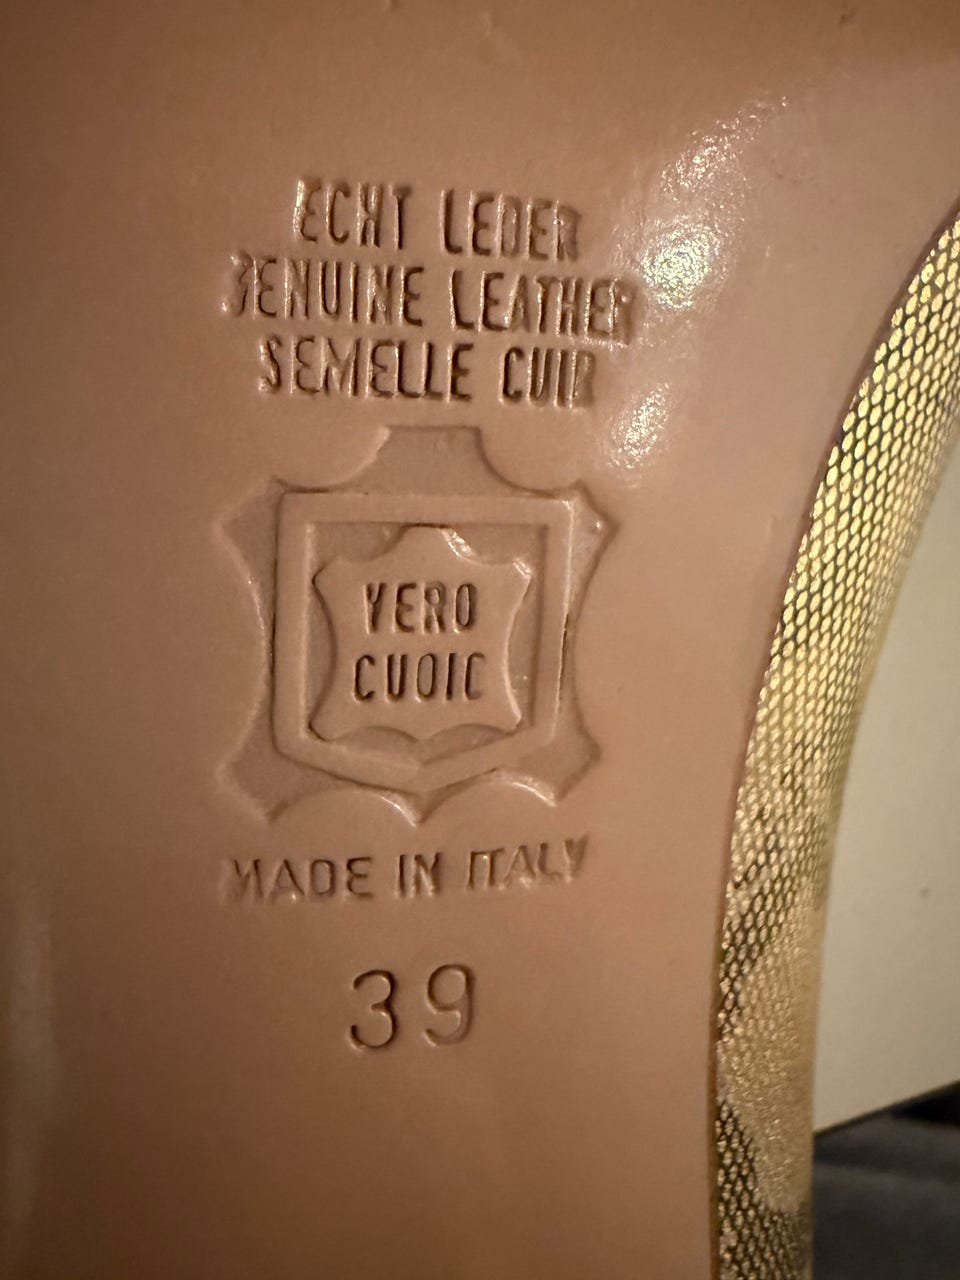 ECHT LEDER
GENUINE LEATHER
SEMELLE CUIR
VERO
CUOIO
MADE IN ITALY
39